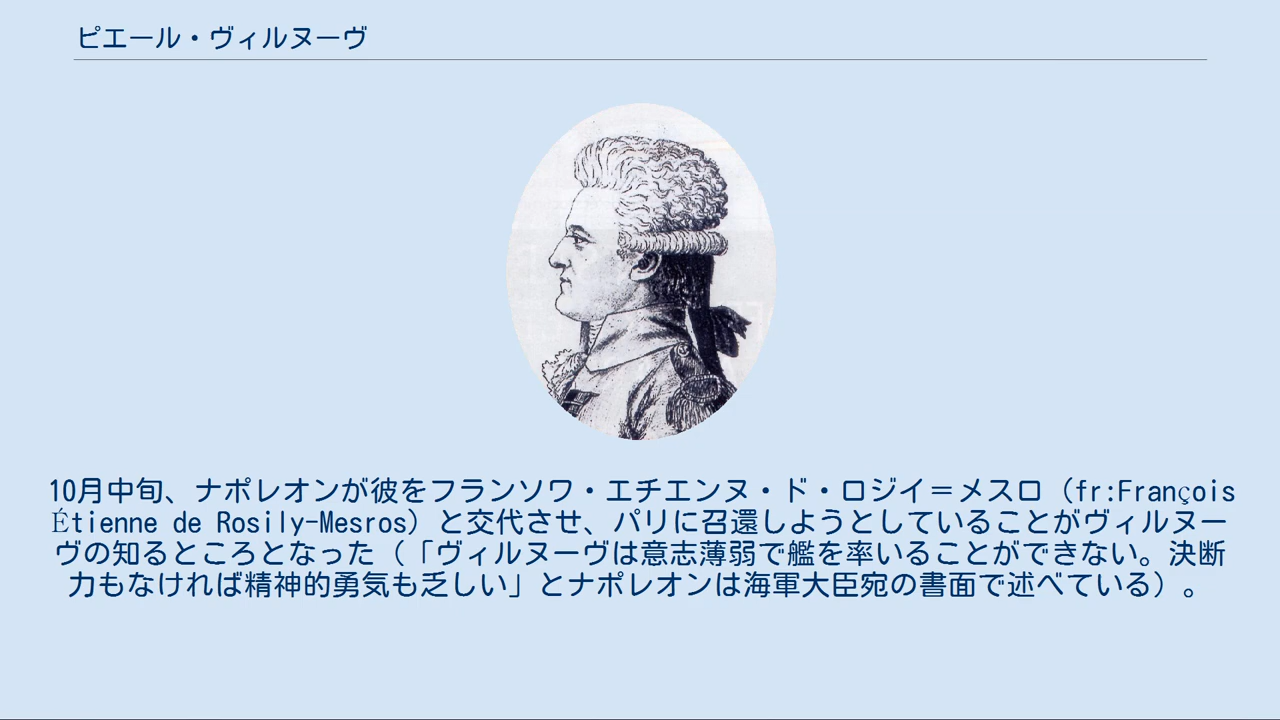 ピエール・ヴィルヌーヴ
10月中旬、ナポレオンが彼をフランソワ・エチエンヌ・ド・ロジイ＝メスロ（fr:François
Étienne de Rosily-Mesros）と交代させ、パリに召還しようとしていることがヴィルヌー
ヴの知るところとなった（「ヴィルヌーヴは意志薄弱で艦を率いることができない。決断
力もなければ精神的勇気も乏しい」とナポレオンは海軍大臣宛の書面で述べている）。